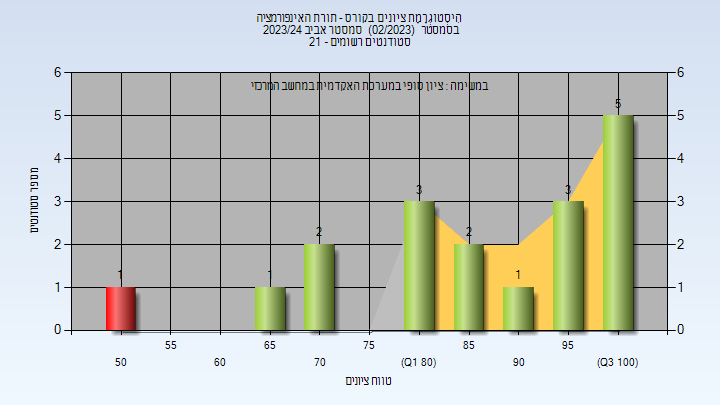 הִיסטוֹגְרָמַת ציונים בקורס - תורת האינפורמציה
בסמסטר (02/2023) סמסטר אביב 2023/24
סטודנטים רשומים - 21
במשימה : ציון סופי במערכת האקדמית במחשב המרכזי
6 6
5 5
4 4
3 3
2 2
1 1
0 0
1 1 2 3 2 1 3 5
מספר סטודנטים
50 55 60 65 70 75 (Q1 80) 85 90 95 (Q3 100)
טווח ציונים